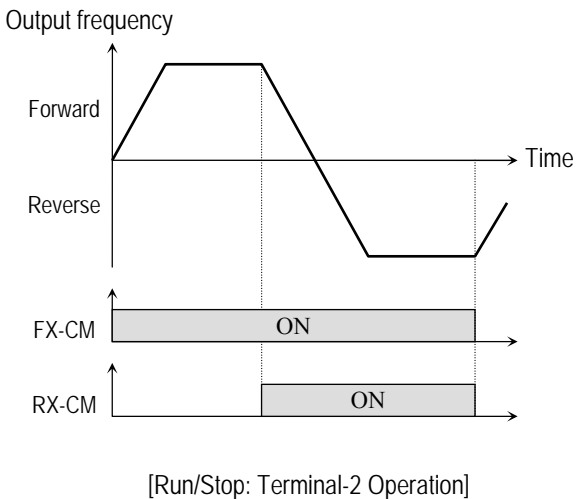 Output frequency
Forward
Time
Reverse
FX-CM
ON
RX-CM
ON
[Run/Stop: Terminal-2 Operation]